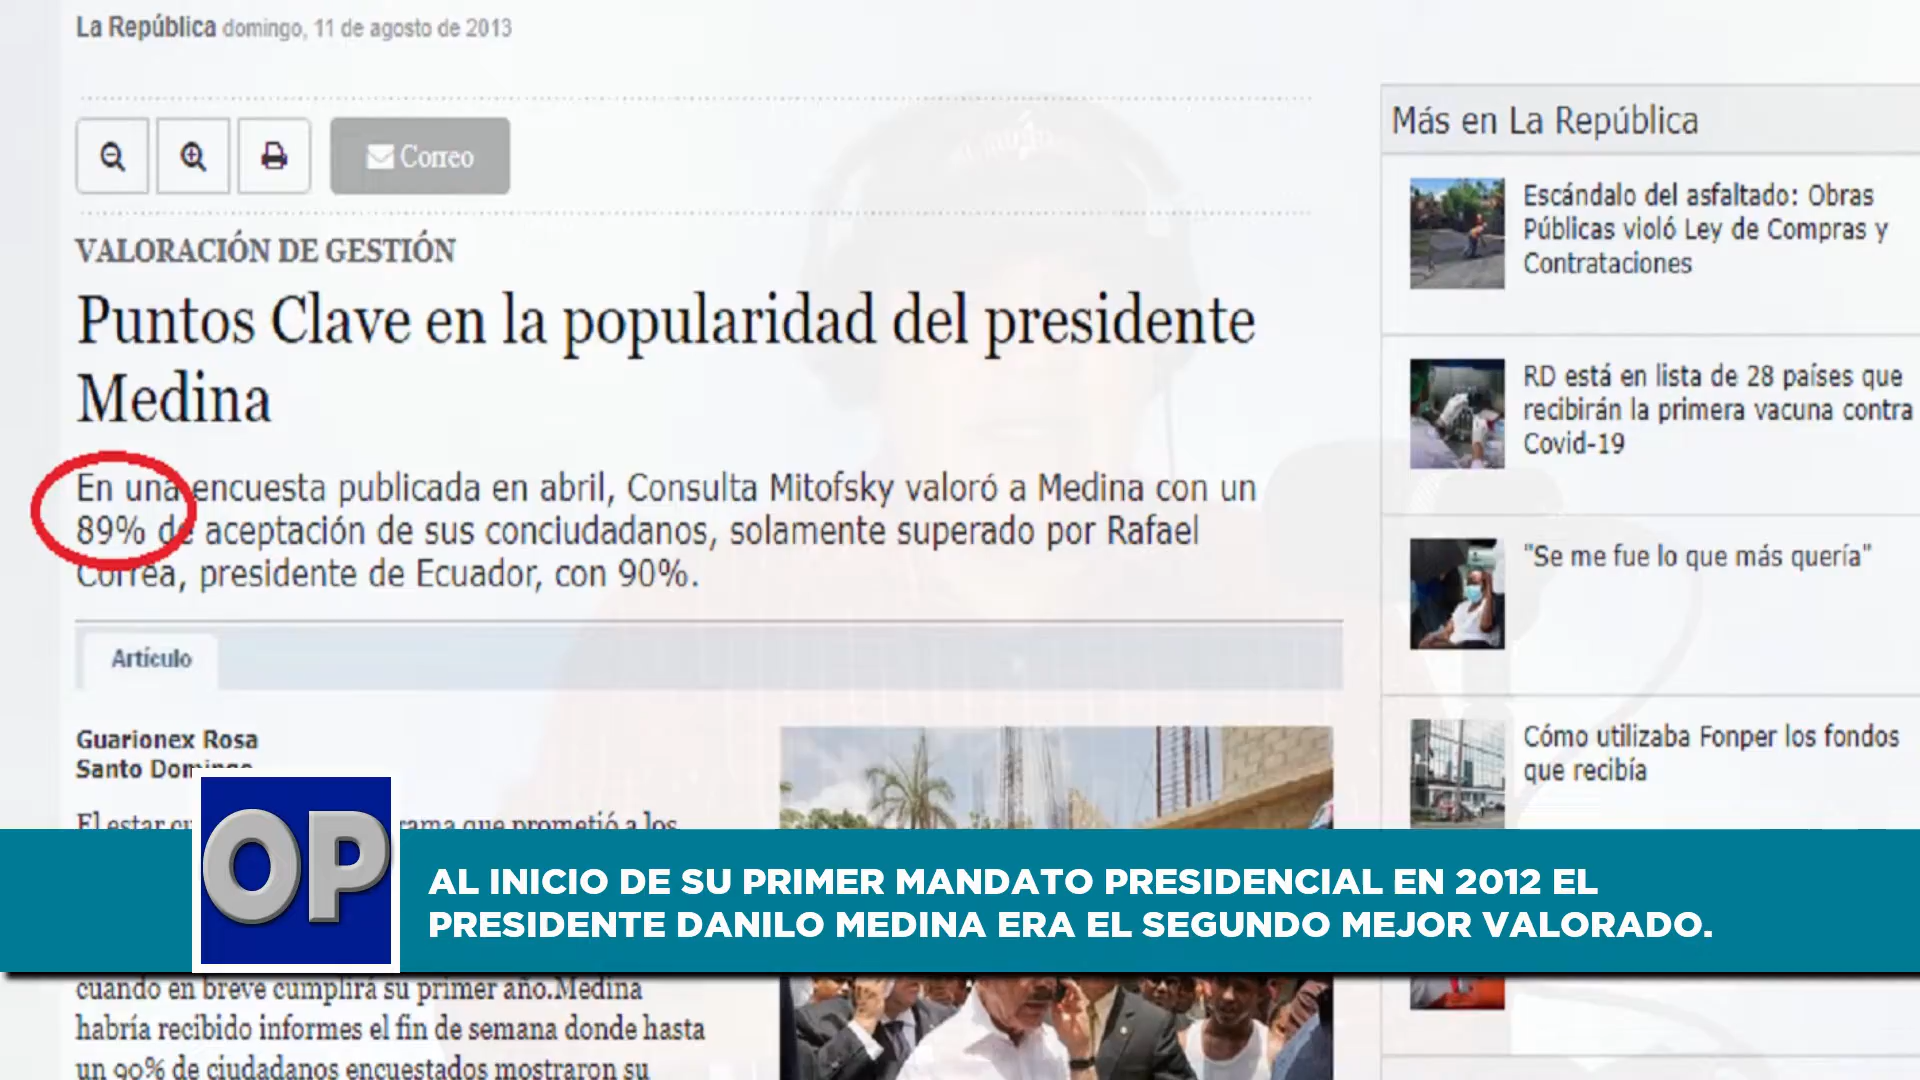 La República domingo, 11 de agosto de 2013
Correo
VALORACIÓN DE GESTIÓN
Puntos Clave en la popularidad del presidente
Medina
En una encuesta publicada en abril, Consulta Mitofsky valoró a Medina con un
89% de aceptación de sus conciudadanos, solamente superado por Rafael
Correa, presidente de Ecuador, con 90%.
Artículo
Guarionex Rosa
Santo Domingo
El estar
que prometió a los
cuando en breve cumplirá su primer año.Medina
habría recibido informes el fin de semana donde hasta
un 90% de ciudadanos encuestados mostraron su
Más en La República
Escándalo del asfaltado: Obras
Públicas violó Ley de Compras y
Contrataciones
RD está en lista de 28 países que
recibirán la primera vacuna contra
Covid-19
"Se me fue lo que más quería"
Cómo utilizaba Fonper los fondos
que recibía
OP
AL INICIO DE SU PRIMER MANDATO PRESIDENCIAL EN 2012 EL
PRESIDENTE DANILO MEDINA ERA EL SEGUNDO MEJOR VALORADO.